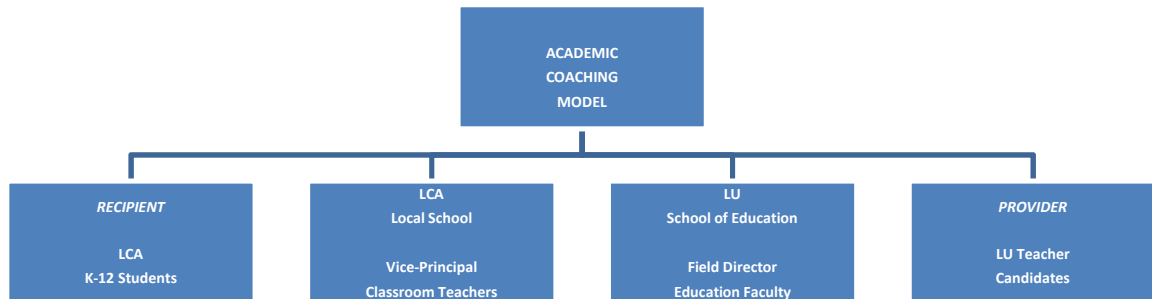 ACADEMIC
COACHING
MODEL
RECIPIENT
LCA
K-12 Students
LCA
Local School
Vice-Principal
Classroom Teachers
LU
School of Education
Field Director
Education Faculty
PROVIDER
LU Teacher
Candidates